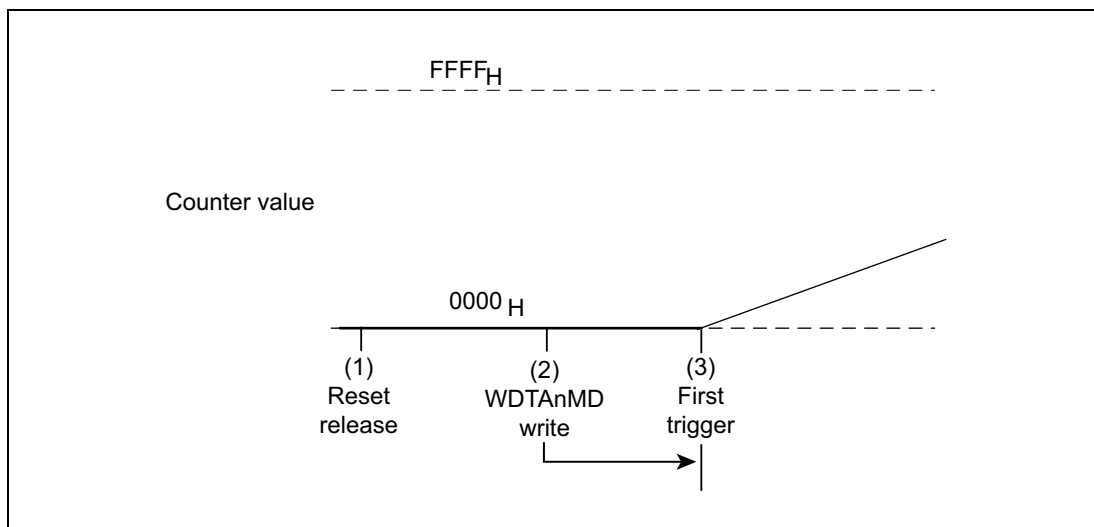 FFFFH
Counter value
0000 H
(1)
Reset
release
(2)
WDTAnMD
write
(3)
First
trigger